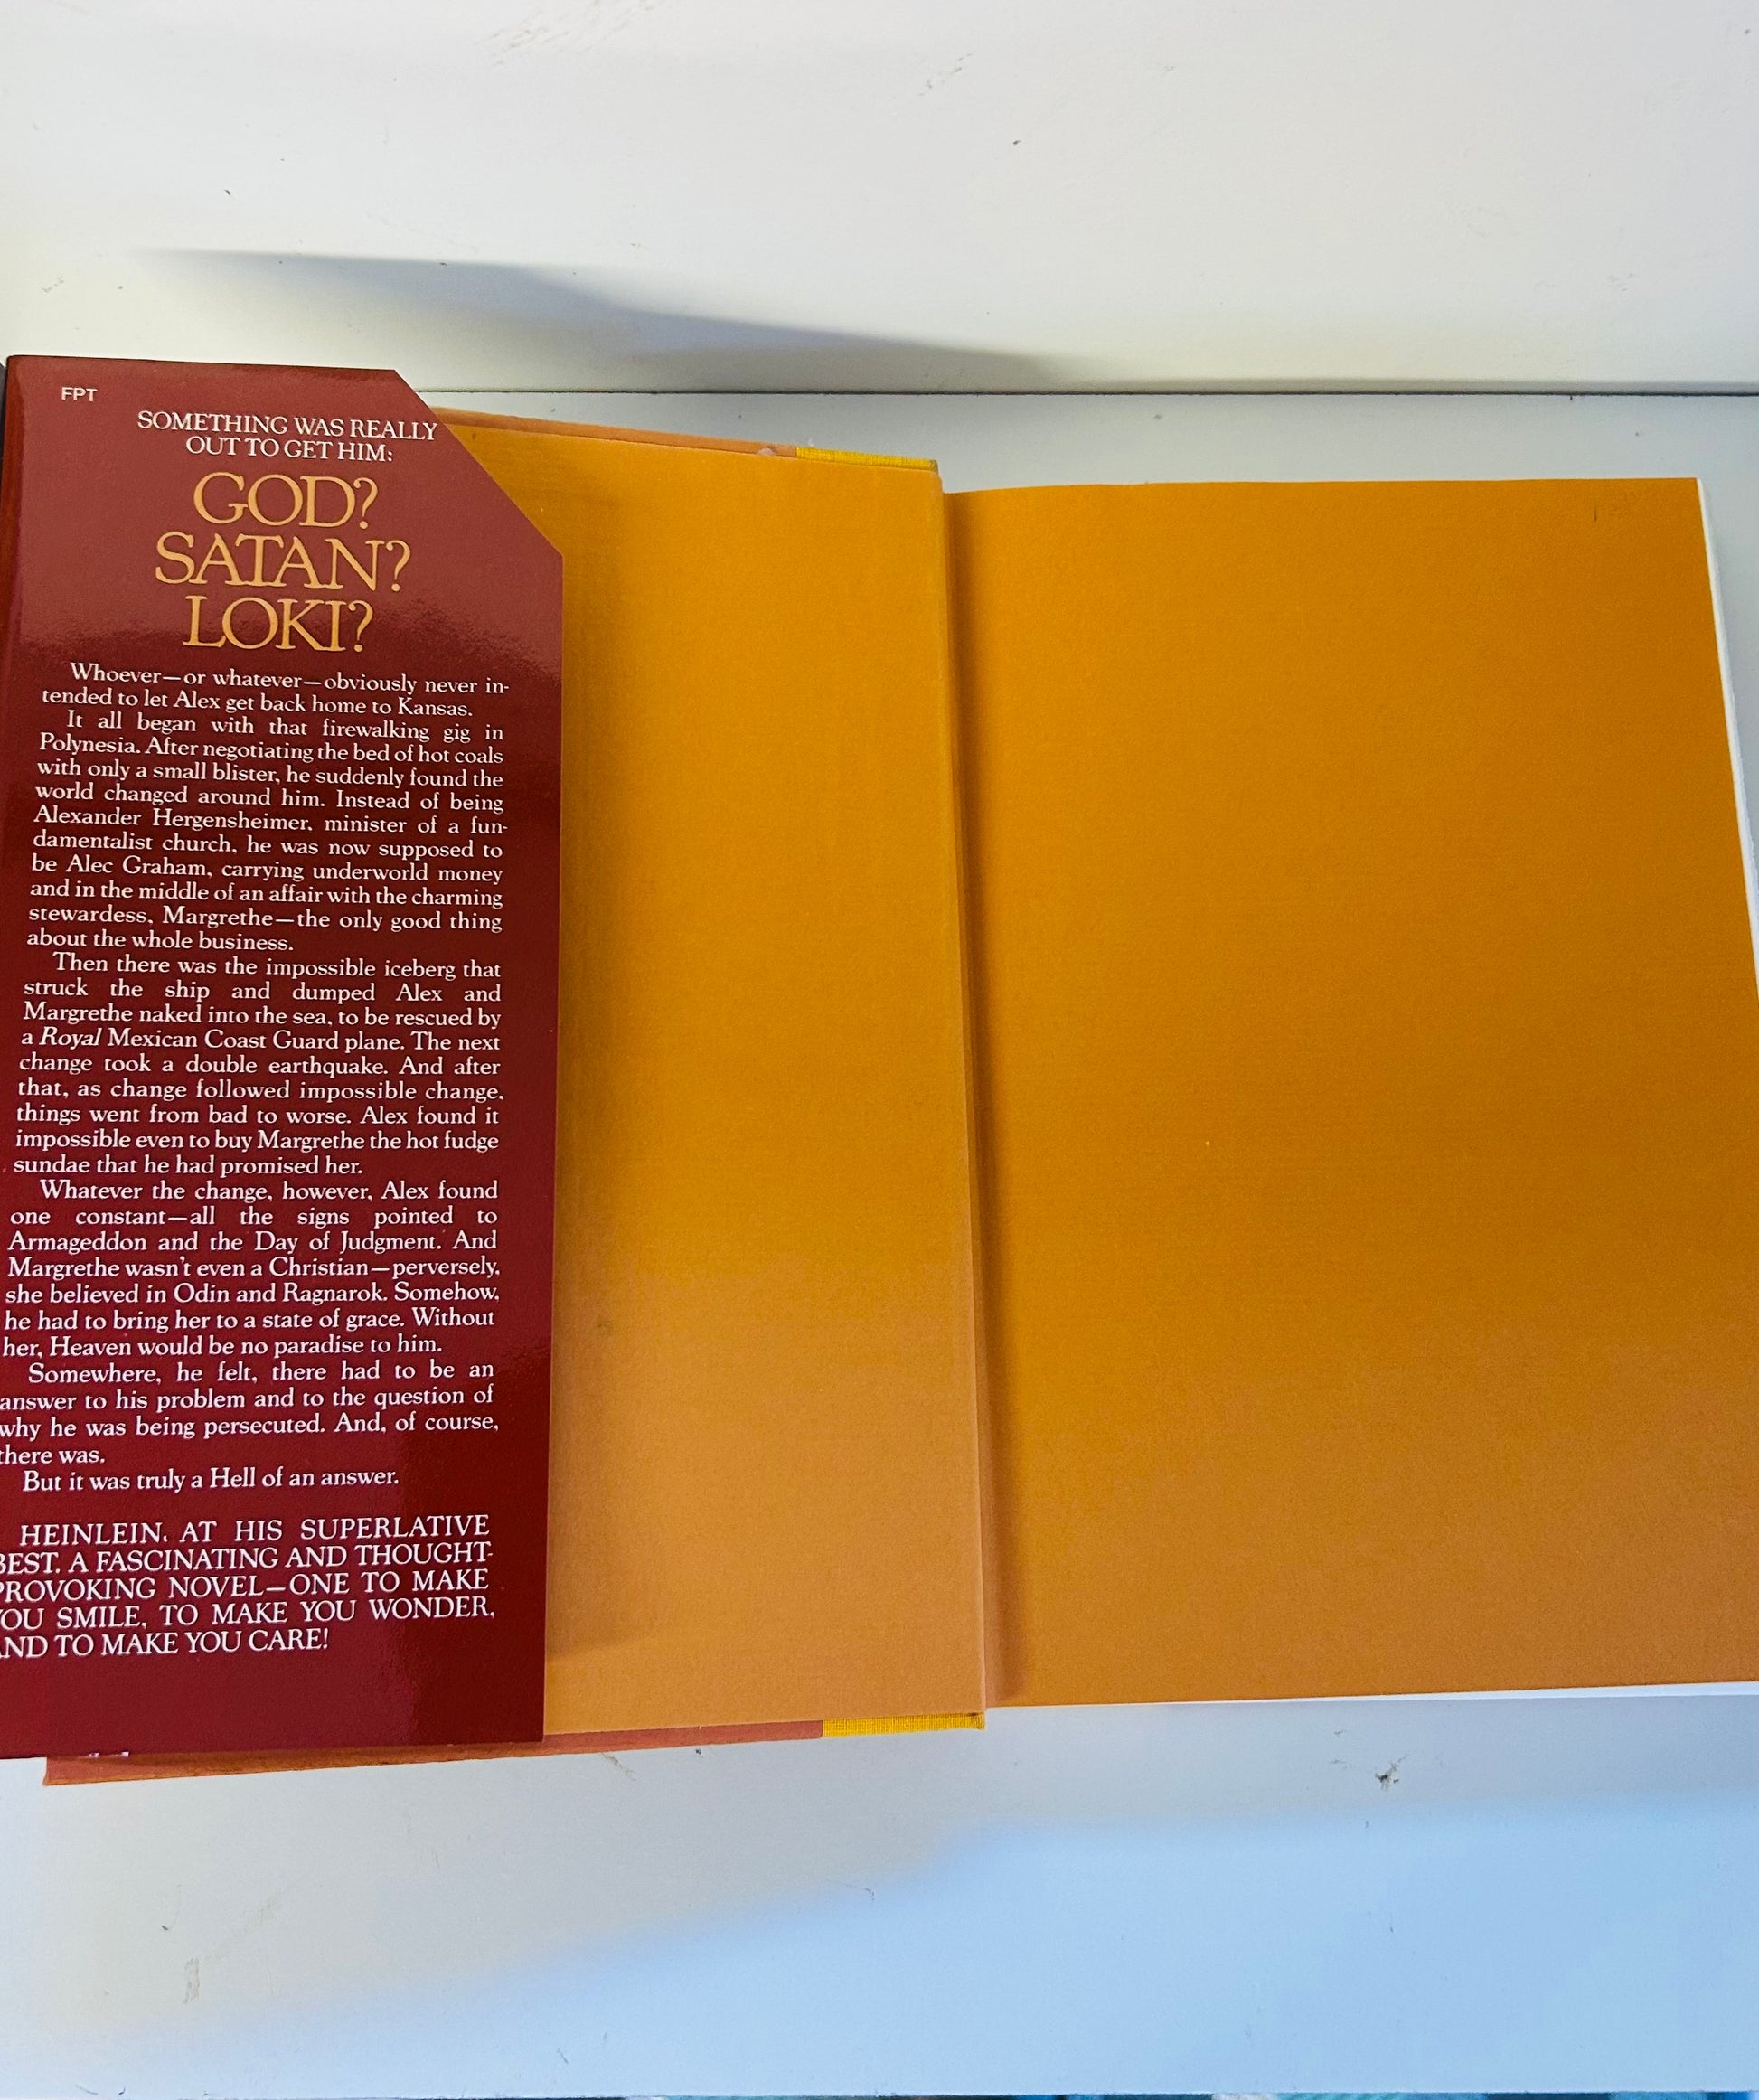 FPT
SOMETHING WAS REALLY
OUT TO GET HIM:
GOD?
SATAN?
LOKI?
Whoever—or whatever—obviously never in-
tended to let Alex get back home to Kansas.
It all began with that firewalking gig in
Polynesia. After negotiating the bed of hot coals
with only a small blister, he suddenly found the
world changed around him. Instead of being
Alexander Hergensheimer, minister of a fun-
damentalist church, he was now supposed to
be Alec Graham, carrying underworld money
and in the middle of an affair with the charming
stewardess, Margrethe—the only good thing
about the whole business.
Then there was the impossible iceberg that
struck the ship and dumped Alex and
Margrethe naked into the sea, to be rescued by
a Royal Mexican Coast Guard plane. The next
change took a double earthquake. And after
that, as change followed impossible change,
things went from bad to worse. Alex found it
impossible even to buy Margrethe the hot fudge
sundae that he had promised her.
Whatever the change, however, Alex found
one constant—all the signs pointed to
Armageddon and the Day of Judgment. And
Margrethe wasn't even a Christian—perversely,
she believed in Odin and Ragnarok. Somehow,
he had to bring her to a state of grace. Without
her, Heaven would be no paradise to him.
Somewhere, he felt, there had to be an
answer to his problem and to the question of
why he was being persecuted. And, of course,
there was.
But it was truly a Hell of an answer.
HEINLEIN, AT HIS SUPERLATIVE
BEST. A FASCINATING AND THOUGHT-
PROVOKING NOVEL—ONE TO MAKE
YOU SMILE, TO MAKE YOU WONDER,
AND TO MAKE YOU CARE!